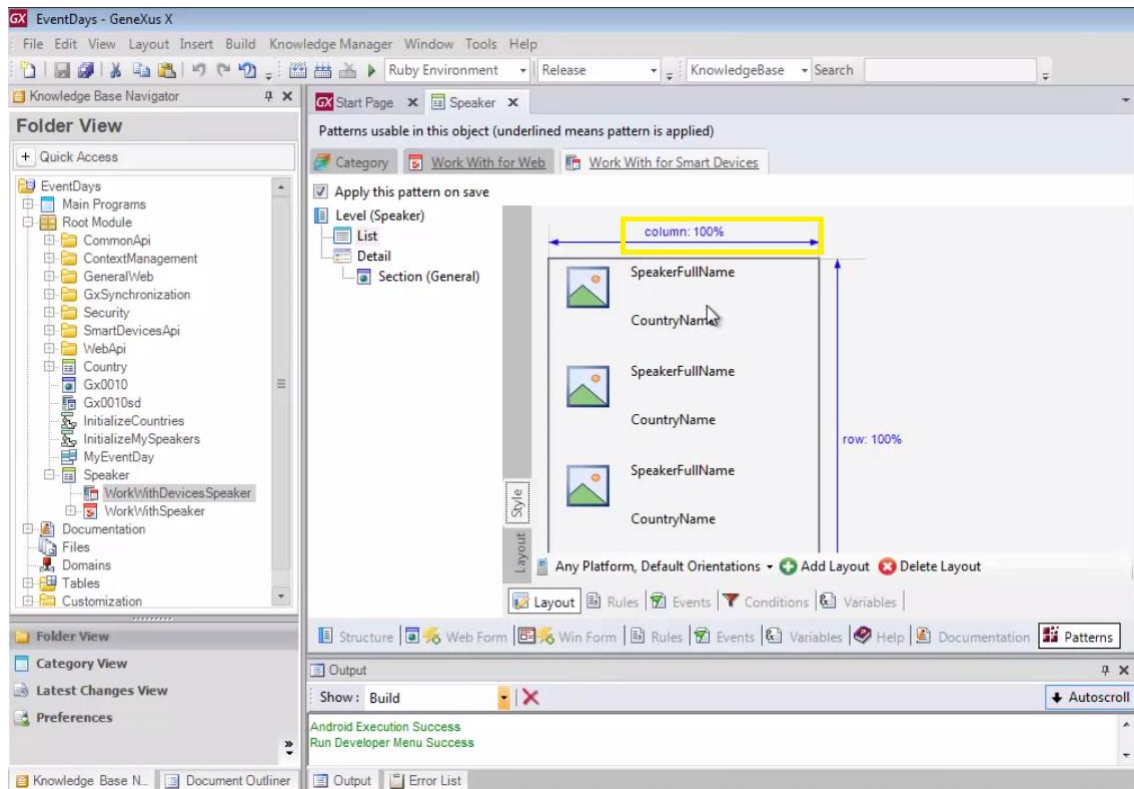 GX EventDays - GeneXus X
File Edit View Layout Insert Build Knowledge Manager Window Tools Help
Ruby Environment Release KnowledgeBase Search
Knowledge Base Navigator
Folder View
+ Quick Access
EventDays
Main Programs
Root Module
CommonApi
ContextManagement
GeneralWeb
GxSynchronization
Security
SmartDevicesApi
WebApi
Country
Gx0010
Gx0010sd
InitializeCountries
InitializeMySpeakers
MyEventDay
Speaker
WorkWithDevicesSpeaker
WorkWithSpeaker
Documentation
Files
Domains
Tables
Customization
Folder View
Category View
Latest Changes View
Preferences
Knowledge Base N... Document Outliner
GX Start Page Speaker
Patterns usable in this object (underlined means pattern is applied)
Category Work With for Web Work With for Smart Devices
Apply this pattern on save
Level (Speaker)
List
Detail
Section (General)
column: 100%
SpeakerFullName
CountryName
SpeakerFullName
CountryName
row: 100%
SpeakerFullName
CountryName
Style
Layout
Any Platform, Default Orientations Add Layout Delete Layout
Layout Rules Events Conditions Variables
Structure Web Form Win Form Rules Events Variables Help Documentation Patterns
Output
Show: Build Autoscroll
Android Execution Success
Run Developer Menu Success
Output Error List